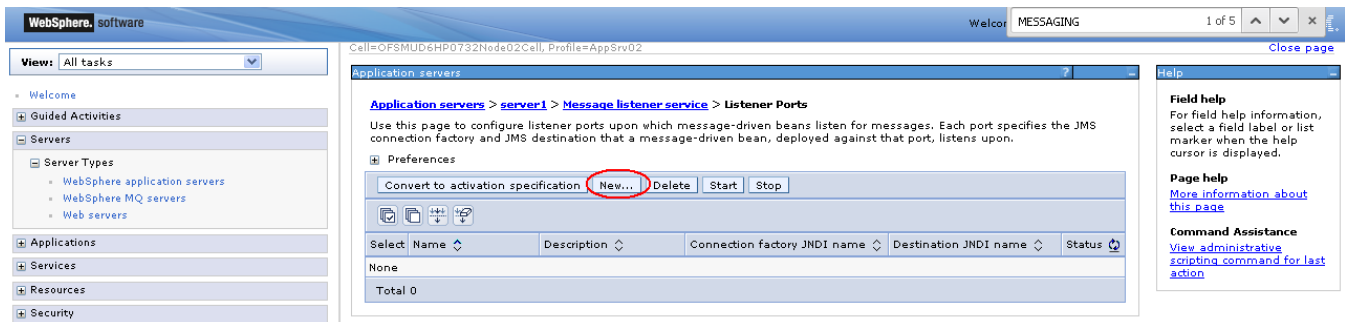 WebSphere. software
Welcor
MESSAGING
1 of 5
View: All tasks
Welcome
Guided Activities
Servers
Server Types
WebSphere application servers
WebSphere MQ servers
Web servers
Applications
Services
Resources
Security
Cell=OFSMUD6HP0732Node02Cell, Profile=AppSrv02
Close page
Application servers
?
Application servers > server1 > Message listener service > Listener Ports
Use this page to configure listener ports upon which message-driven beans listen for messages. Each port specifies the JMS
connection factory and JMS destination that a message-driven bean, deployed against that port, listens upon.
Preferences
Convert to activation specification New... Delete Start Stop
Select Name Description Connection factory JNDI name Destination JNDI name Status
None
Total 0
Help
Field help
For field help information,
select a field label or list
marker when the help
cursor is displayed.
Page help
More information about
this page
Command Assistance
View administrative
scripting command for last
action